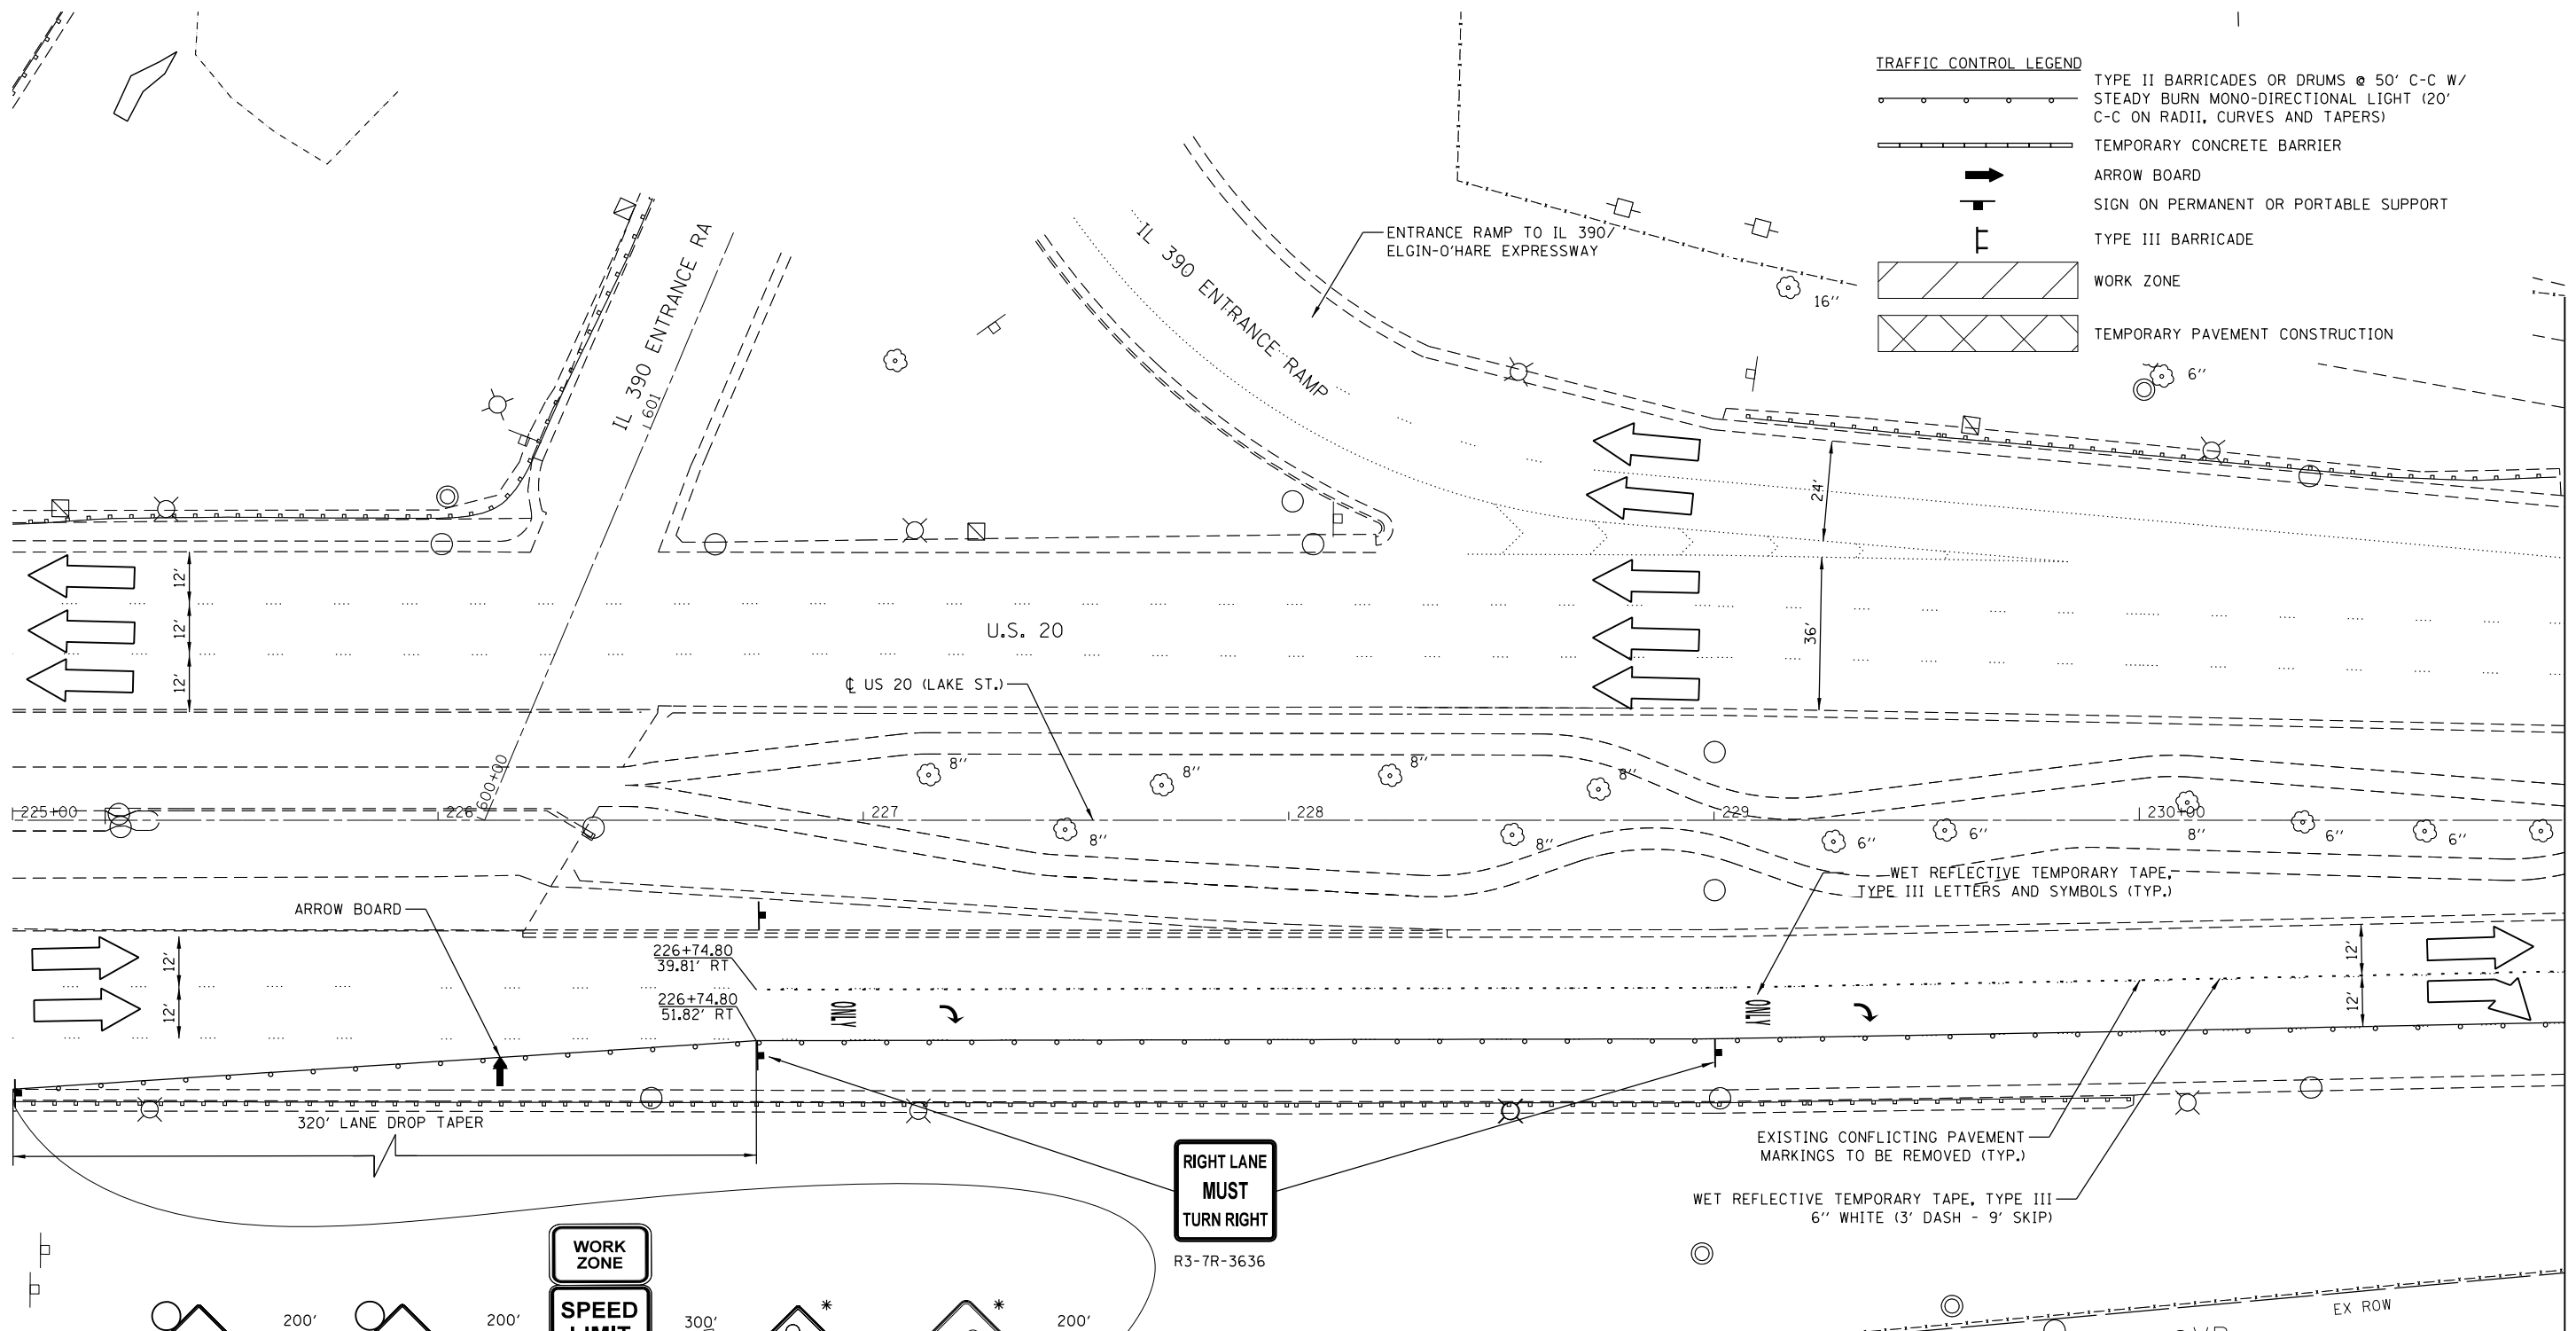 TRAFFIC CONTROL LEGEND
TYPE II BARRICADES OR DRUMS @ 50' C-C W/
STEADY BURN MONO-DIRECTIONAL LIGHT (20'
C-C ON RADII, CURVES AND TAPERS)
TEMPORARY CONCRETE BARRIER
ARROW BOARD
SIGN ON PERMANENT OR PORTABLE SUPPORT
TYPE III BARRICADE
WORK ZONE
TEMPORARY PAVEMENT CONSTRUCTION
IL 390 ENTRANCE RA
601
IL 390 ENTRANCE RAMP
ENTRANCE RAMP TO IL 390/
ELGIN-O'HARE EXPRESSWAY
16''
6''
24'
12'
12'
12'
U.S. 20
36'
℄ US 20 (LAKE ST.)
600+00
8''
8''
8''
8''
225+00
226
227
228
229
230+00
8''
8''
6''
6''
8''
6''
6''
WET REFLECTIVE TEMPORARY TAPE,
TYPE III LETTERS AND SYMBOLS (TYP.)
ARROW BOARD
12'
12'
226+74.80
39.81' RT
226+74.80
51.82' RT
ONLY
ONLY
12'
12'
320' LANE DROP TAPER
EXISTING CONFLICTING PAVEMENT
MARKINGS TO BE REMOVED (TYP.)
RIGHT LANE
MUST
TURN RIGHT
R3-7R-3636
WET REFLECTIVE TEMPORARY TAPE, TYPE III
6'' WHITE (3' DASH - 9' SKIP)
WORK
ZONE
SPEED
LIMIT
200'
200'
300'
*
*
200'
EX ROW